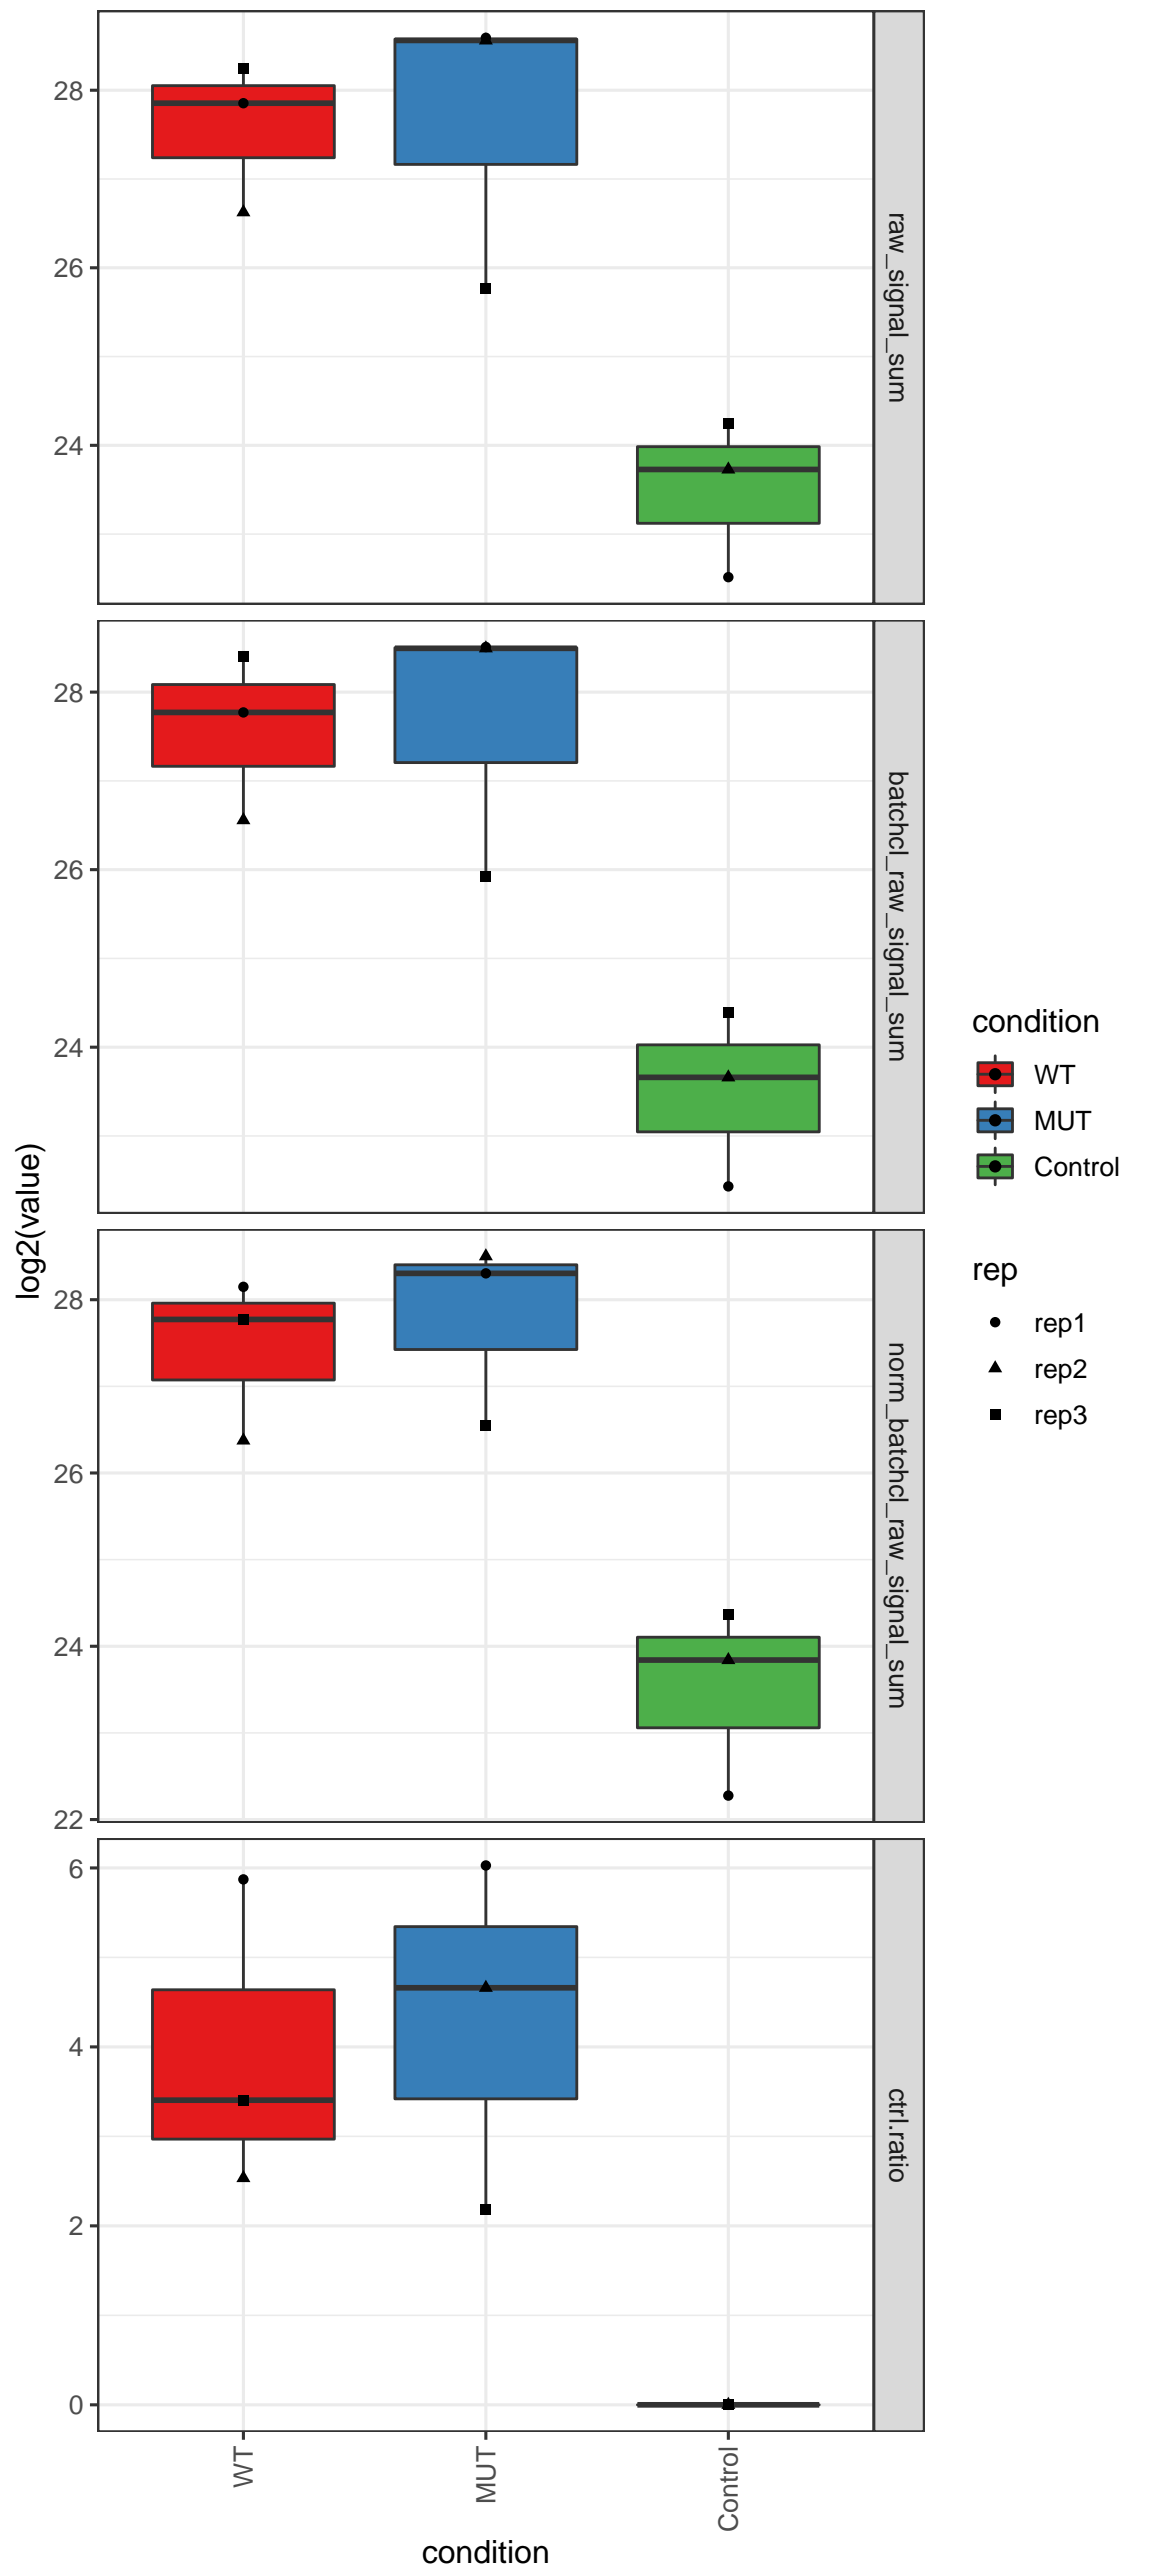 28
26
24
raw_signal_sum
28
26
24
batchcl_raw_signal_sum
28
26
24
22
norm_batchcl_raw_signal_sum
6
4
2
0
ctrl.ratio
log2(value)
WT
MUT
Control
condition
condition
WT
MUT
Control
rep
rep1
rep2
rep3